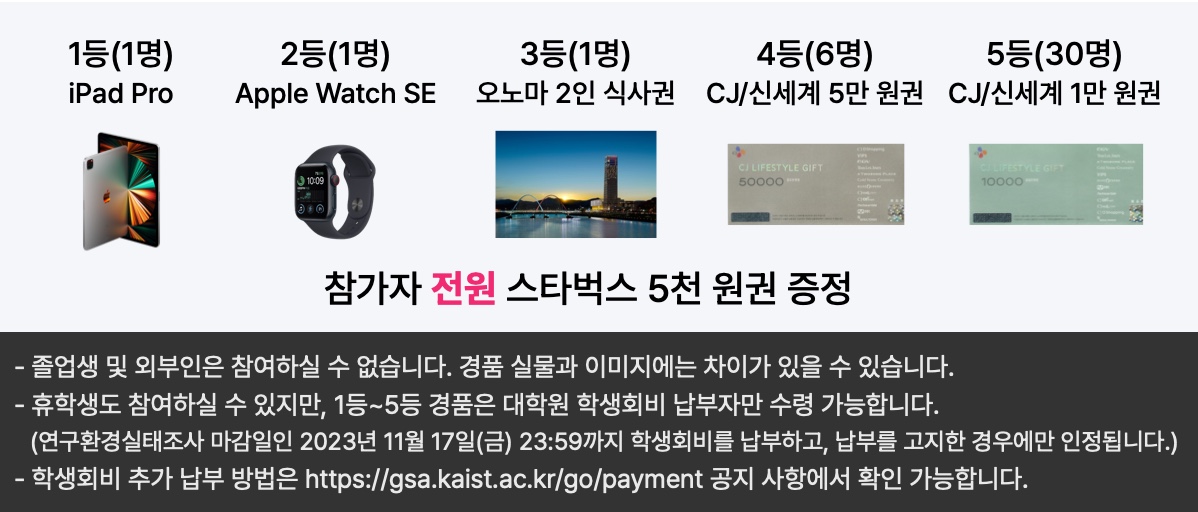 1등(1명) 2등(1명) 3등(1명) 4등(6명) 5등(30명)
iPad Pro Apple Watch SE 오노마 2인 식사권 CJ/신세계 5만 원권 CJ/신세계 1만 원권
10:09
CJ LIFESTYLE GIFT CJ LIFESTYLE GIFT
50000 10000
참가자 전원 스타벅스 5천 원권 증정
- 졸업생 및 외부인은 참여하실 수 없습니다. 경품 실물과 이미지에는 차이가 있을 수 있습니다.
- 휴학생도 참여하실 수 있지만, 1등~5등 경품은 대학원 학생회비 납부자만 수령 가능합니다.
(연구환경실태조사 마감일인 2023년 11월 17일(금) 23:59까지 학생회비를 납부하고, 납부를 고지한 경우에만 인정됩니다.)
- 학생회비 추가 납부 방법은 https://gsa.kaist.ac.kr/go/payment 공지 사항에서 확인 가능합니다.